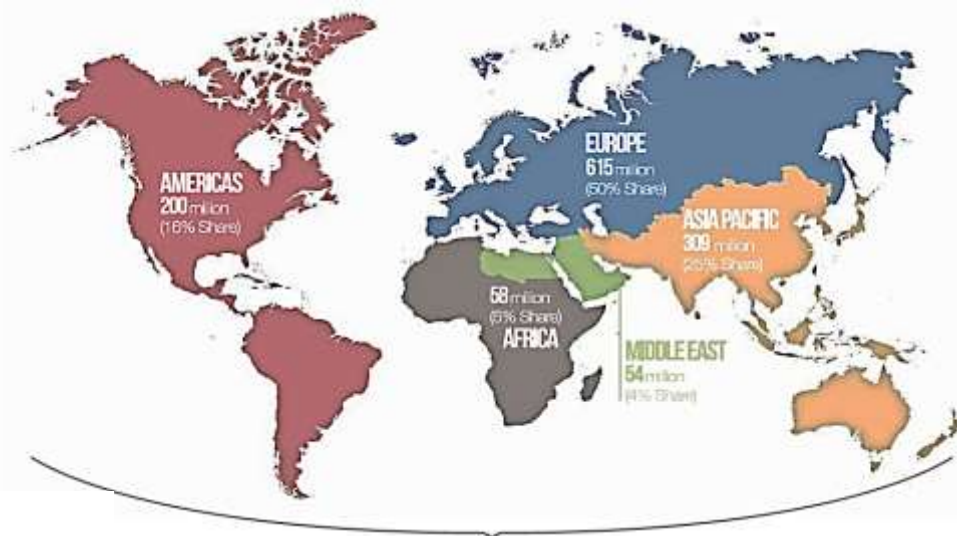 AMERICAS
200 million
(16% Share)
EUROPE
615 million
(50% Share)
ASIA PACIFIC
309 million
(25% Share)
58 million
(5% Share)
AFRICA
MIDDLE EAST
54 million
(4% Share)